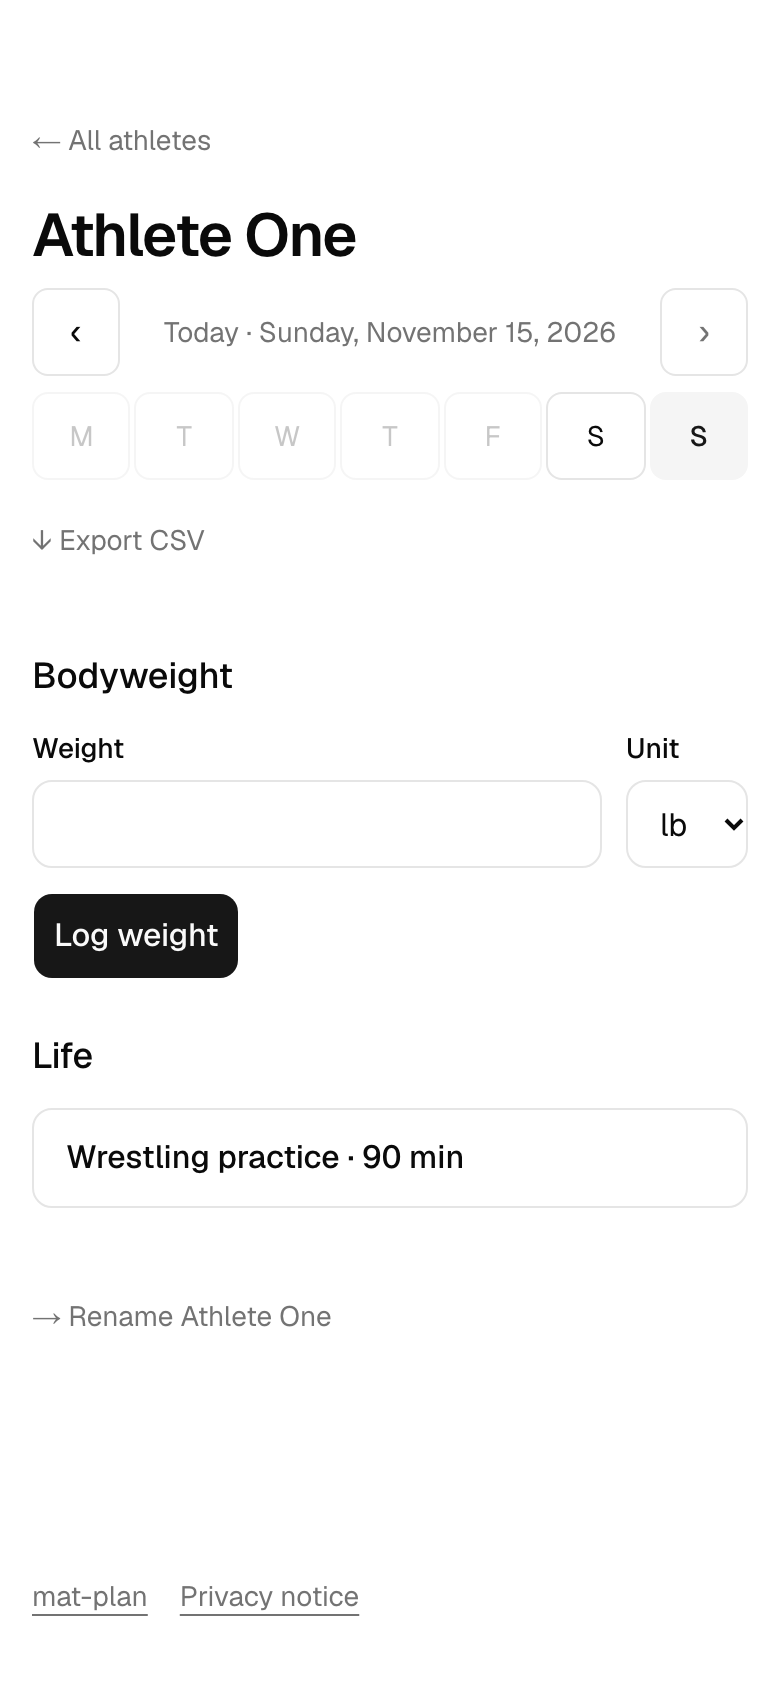 ← All athletes
Athlete One
‹ Today · Sunday, November 15, 2026 ›
M T W T F S S
↓ Export CSV
Bodyweight
Weight Unit
lb
Log weight
Life
Wrestling practice · 90 min
→ Rename Athlete One
mat-plan Privacy notice